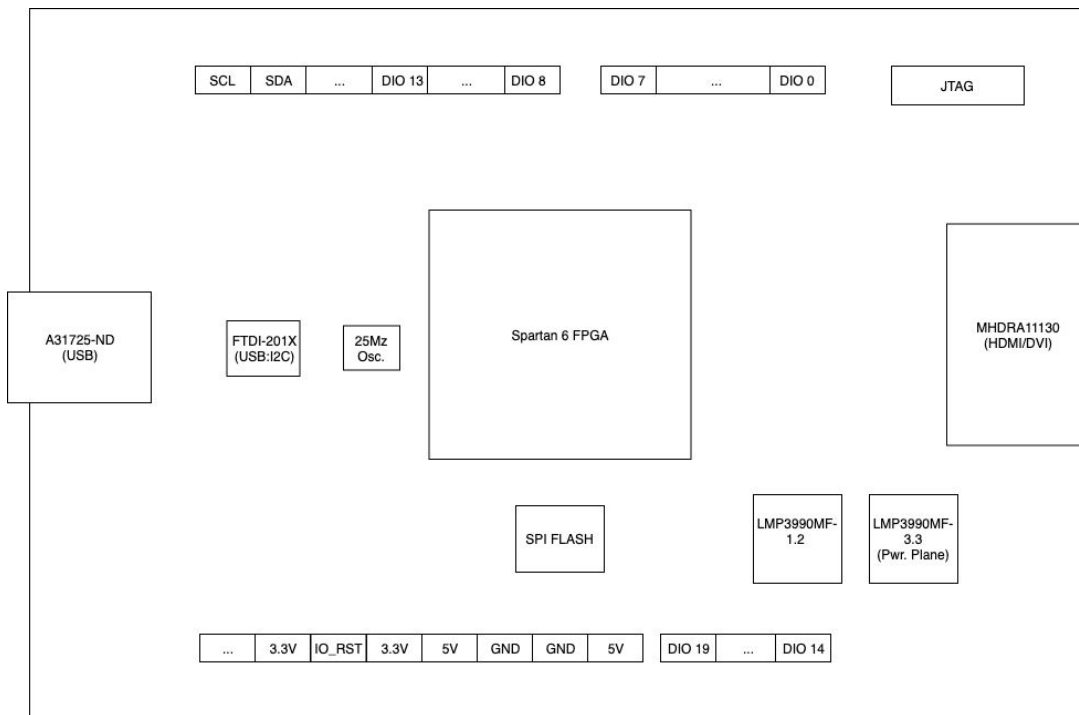 SCL SDA ... DIO 13 ... DIO 8 DIO 7 ... DIO 0
JTAG
A31725-ND
(USB)
FTDI-201X
(USB:I2C)
25Mz
Osc.
Spartan 6 FPGA
MHDRA11130
(HDMI/DVI)
SPI FLASH
LMP3990MF-
1.2
LMP3990MF-
3.3
(Pwr. Plane)
... 3.3V IO_RST 3.3V 5V GND GND 5V DIO 19 ... DIO 14